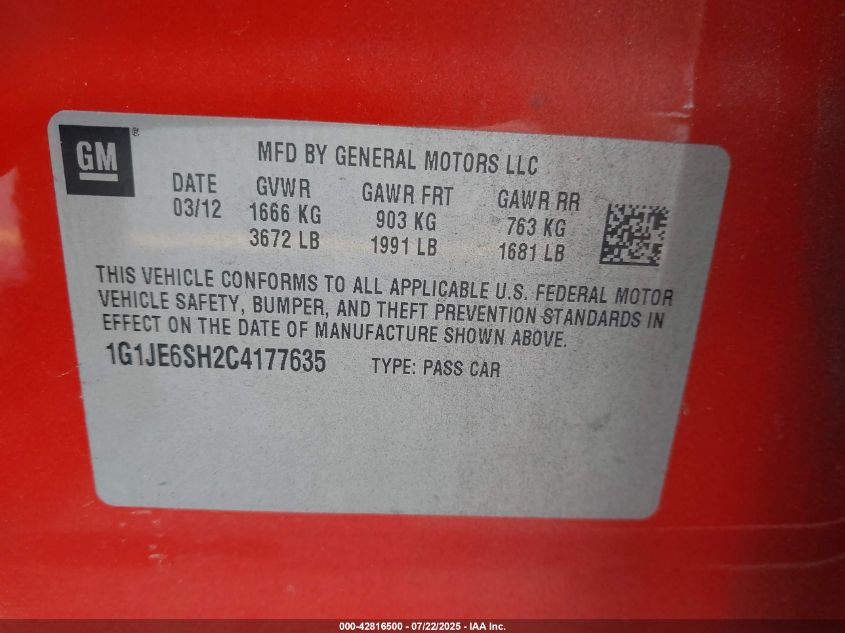 GM ®
MFD BY GENERAL MOTORS LLC
DATE GVWR GAWR FRT GAWR RR
03/12 1666 KG 903 KG 763 KG
3672 LB 1991 LB 1681 LB
THIS VEHICLE CONFORMS TO ALL APPLICABLE U.S. FEDERAL MOTOR
VEHICLE SAFETY, BUMPER, AND THEFT PREVENTION STANDARDS IN
EFFECT ON THE DATE OF MANUFACTURE SHOWN ABOVE.
1G1JE6SH2C4177635 TYPE: PASS CAR
000-42816500 - 07/22/2025 - IAA Inc.